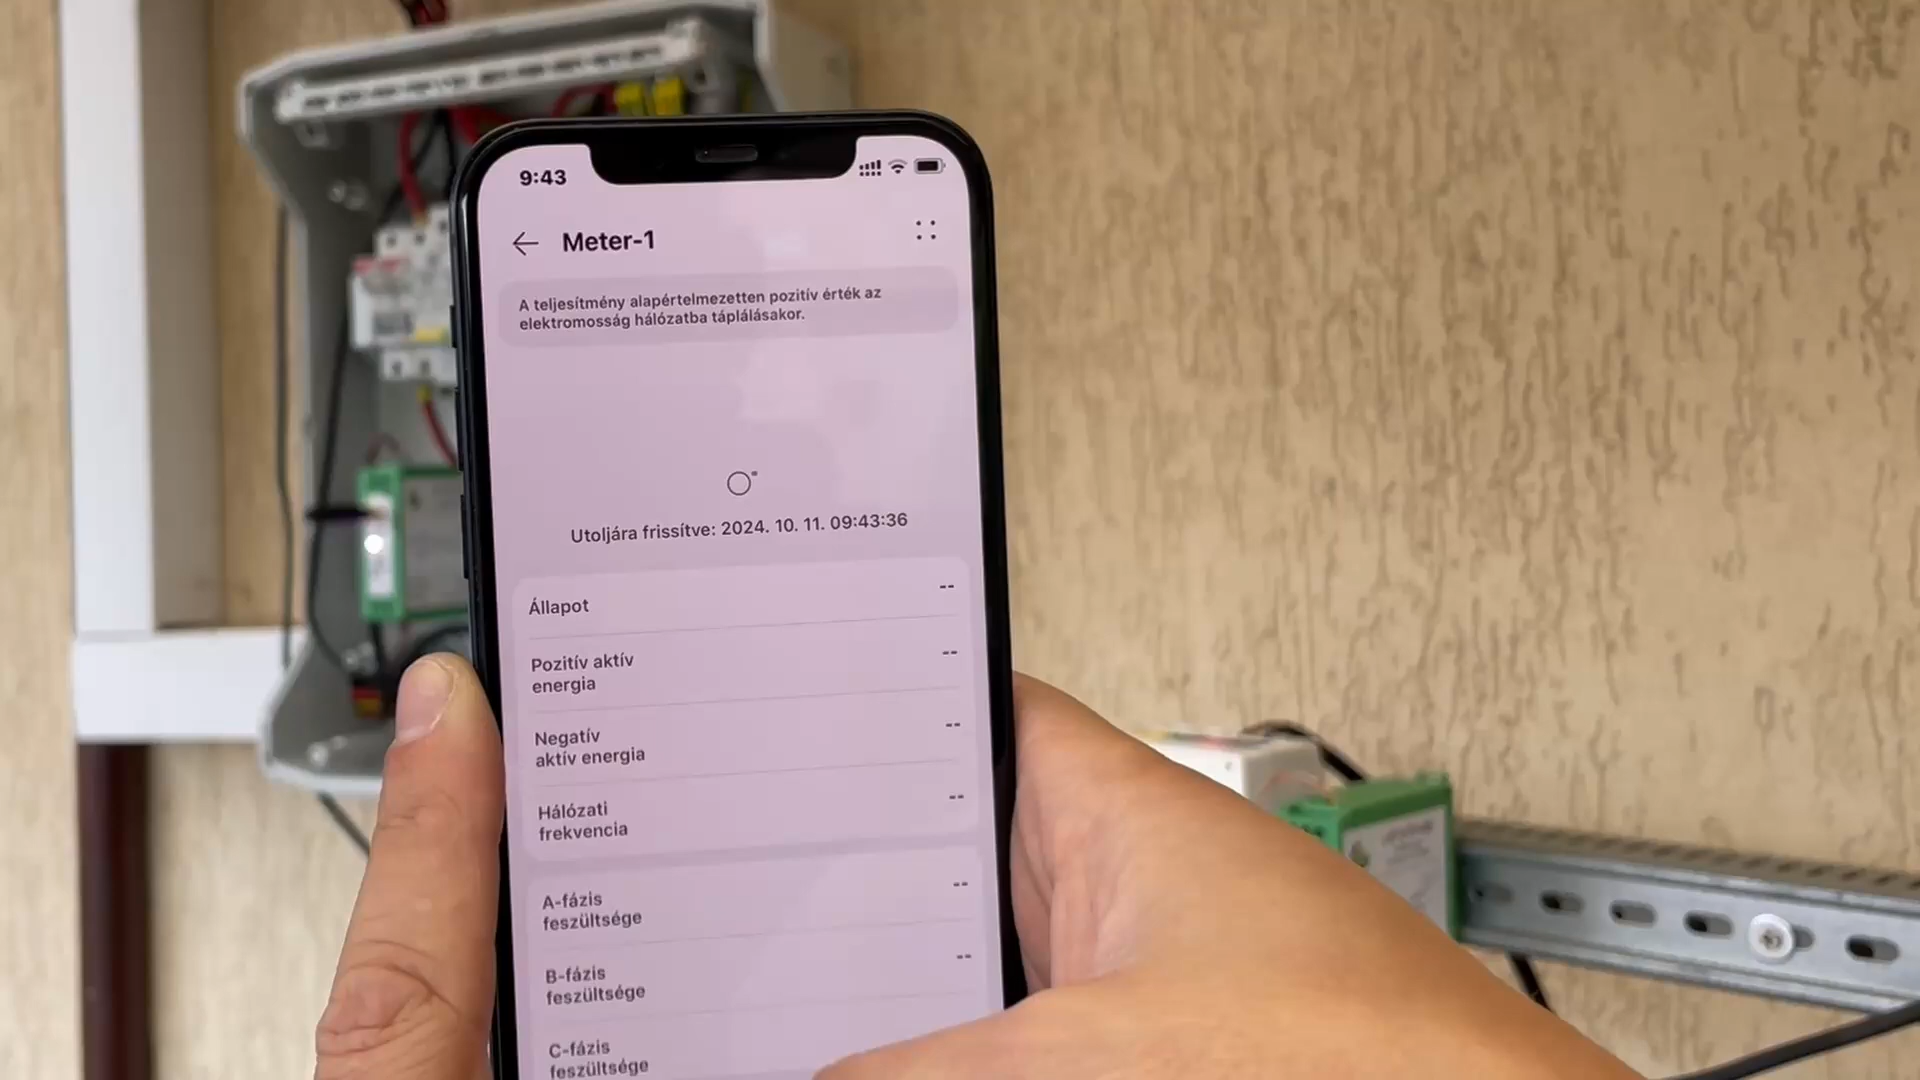 9:43
Meter-1
A teljesítmény alapértelmezetten pozitív érték az
elektromosság hálózatba táplálásakor.
Utoljára frissítve: 2024. 10. 11. 09:43:36
Állapot --
Pozitív aktív --
energia
Negatív --
aktív energia
Hálózati --
frekvencia
A-fázis --
feszültsége
B-fázis --
feszültsége
C-fázis
feszültsége